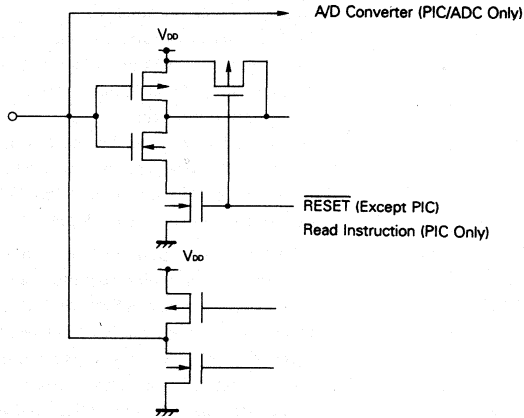 A/D Converter (PIC/ADC Only)
VDD
RESET (Except PIC)
Read Instruction (PIC Only)
VDD